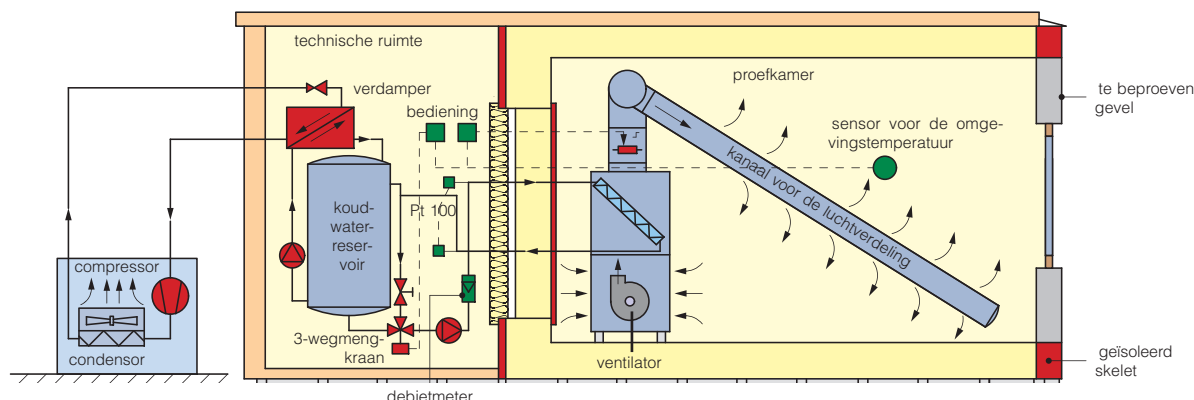 technische ruimte
verdamper
bediening
proefkamer
te beproeven
gevel
sensor voor de omge-
vingstemperatuur
kanaal voor de luchtverdeling
koud-
water-
reser-
voir
Pt 100
compressor
condensor
3-wegmeng-
kraan
ventilator
geïsoleerd
skelet
debietmeter